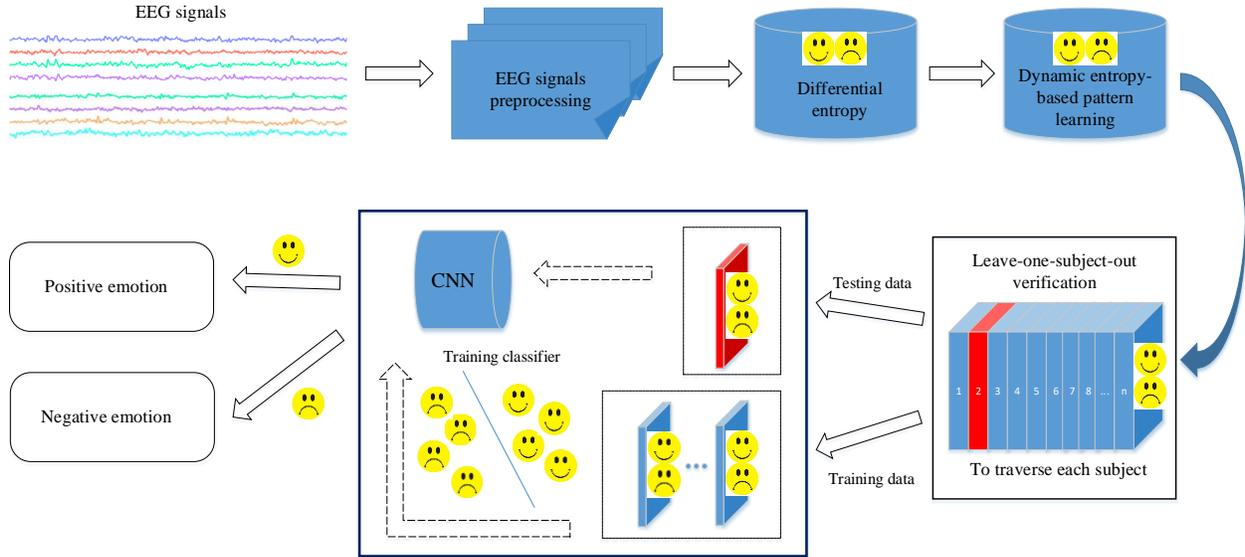 EEG signals
EEG signals
preprocessing
Differential
entropy
Dynamic entropy-
based pattern
learning
Leave-one-subject-out
verification
1 2 3 4 5 6 7 8 ... n
To traverse each subject
Testing data
Training data
CNN
Training classifier
Positive emotion
Negative emotion